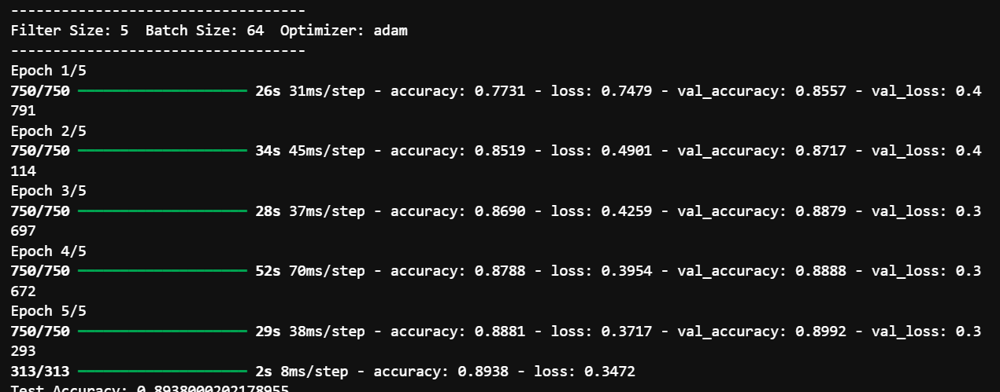 -----------------------------------
Filter Size: 5  Batch Size: 64  Optimizer: adam
-----------------------------------
Epoch 1/5
750/750 ━━━━━━━━━━━━━━━━━━━━ 26s 31ms/step - accuracy: 0.7731 - loss: 0.7479 - val_accuracy: 0.8557 - val_loss: 0.4
791
Epoch 2/5
750/750 ━━━━━━━━━━━━━━━━━━━━ 34s 45ms/step - accuracy: 0.8519 - loss: 0.4901 - val_accuracy: 0.8717 - val_loss: 0.4
114
Epoch 3/5
750/750 ━━━━━━━━━━━━━━━━━━━━ 28s 37ms/step - accuracy: 0.8690 - loss: 0.4259 - val_accuracy: 0.8879 - val_loss: 0.3
697
Epoch 4/5
750/750 ━━━━━━━━━━━━━━━━━━━━ 52s 70ms/step - accuracy: 0.8788 - loss: 0.3954 - val_accuracy: 0.8888 - val_loss: 0.3
672
Epoch 5/5
750/750 ━━━━━━━━━━━━━━━━━━━━ 29s 38ms/step - accuracy: 0.8881 - loss: 0.3717 - val_accuracy: 0.8992 - val_loss: 0.3
293
313/313 ━━━━━━━━━━━━━━━━━━━━ 2s 8ms/step - accuracy: 0.8938 - loss: 0.3472
Test Accuracy: 0.8938000202178955